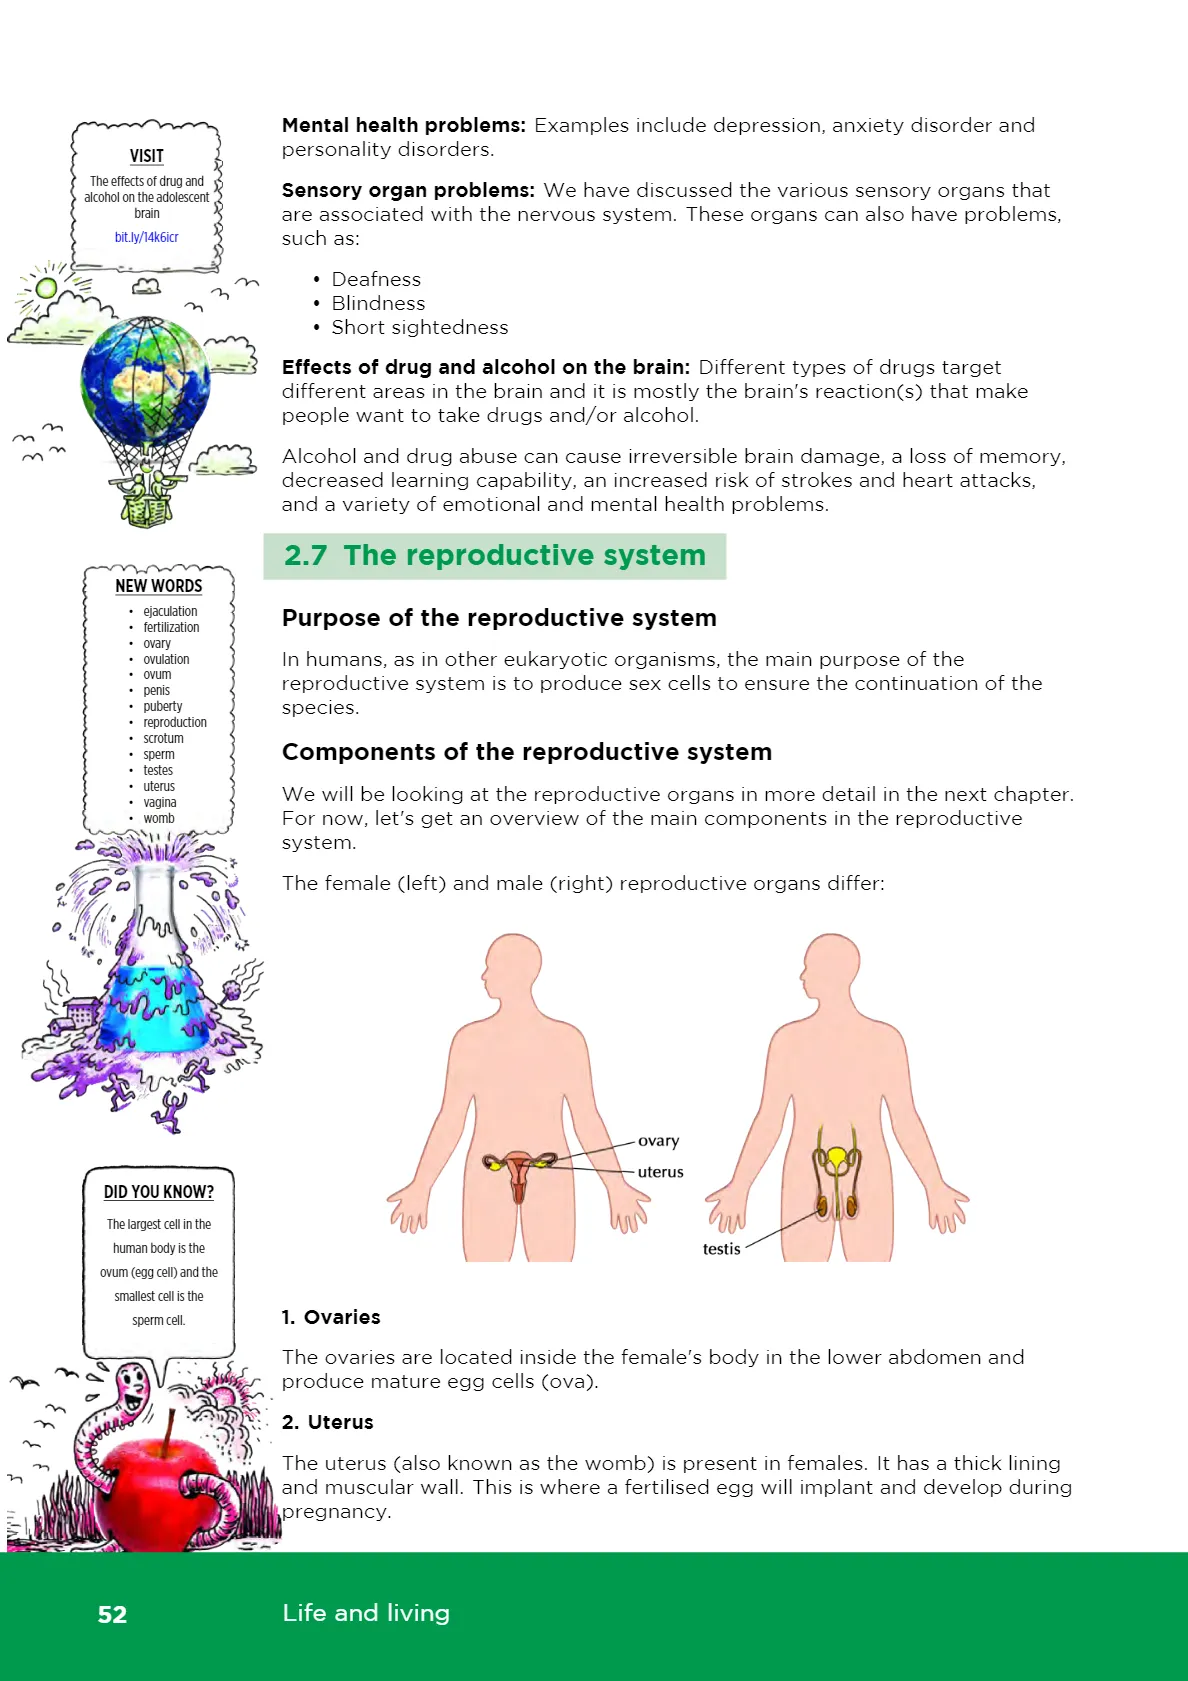 VISIT
The effects of drug and
alcohol on the adolescent
brain
bit.ly/14k6icr
Mental health problems: Examples include depression, anxiety disorder and
personality disorders.
Sensory organ problems: We have discussed the various sensory organs that
are associated with the nervous system. These organs can also have problems,
such as:
• Deafness
• Blindness
• Short sightedness
Effects of drug and alcohol on the brain: Different types of drugs target
different areas in the brain and it is mostly the brain's reaction(s) that make
people want to take drugs and/or alcohol.
Alcohol and drug abuse can cause irreversible brain damage, a loss of memory,
decreased learning capability, an increased risk of strokes and heart attacks,
and a variety of emotional and mental health problems.
2.7 The reproductive system
NEW WORDS
• ejaculation
• fertilization
• ovary
• ovulation
• ovum
• penis
• puberty
• reproduction
• scrotum
• sperm
• testes
• uterus
• vagina
• womb
Purpose of the reproductive system
In humans, as in other eukaryotic organisms, the main purpose of the
reproductive system is to produce sex cells to ensure the continuation of the
species.
Components of the reproductive system
We will be looking at the reproductive organs in more detail in the next chapter.
For now, let's get an overview of the main components in the reproductive
system.
The female (left) and male (right) reproductive organs differ:
ovary
uterus
testis
DID YOU KNOW?
The largest cell in the
human body is the
ovum (egg cell) and the
smallest cell is the
sperm cell.
1. Ovaries
The ovaries are located inside the female's body in the lower abdomen and
produce mature egg cells (ova).
2. Uterus
The uterus (also known as the womb) is present in females. It has a thick lining
and muscular wall. This is where a fertilised egg will implant and develop during
pregnancy.
52
Life and living